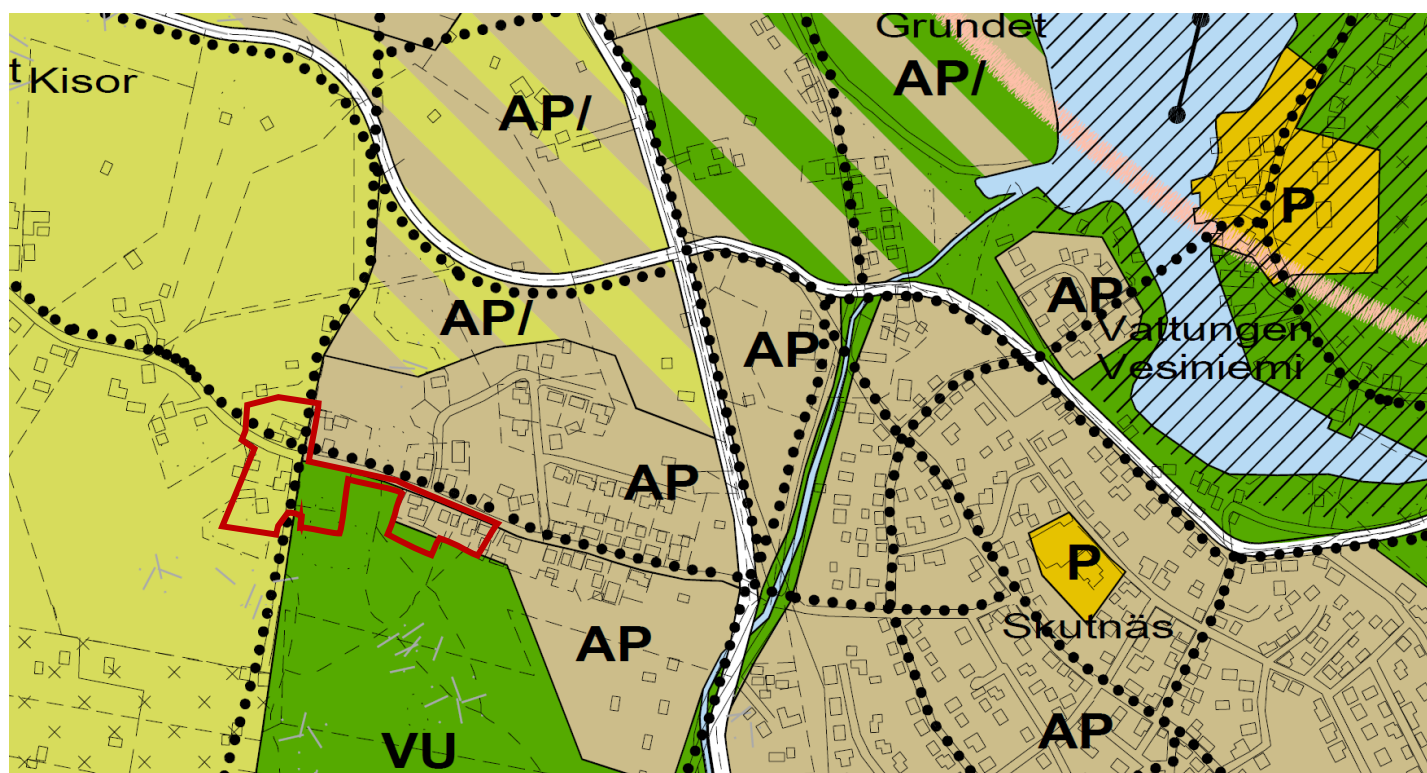 Grundet
t Kisor
AP/
AP/
P
AP/
AP
AP
Vattungen
Vesiniemi
AP
P
Skutnäs
AP
AP
VU